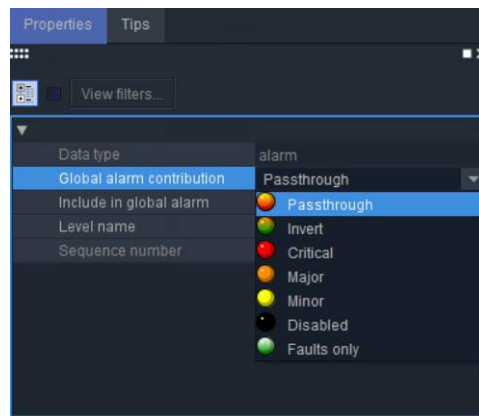 Properties Tips
View filters...
Data type alarm
Global alarm contribution Passthrough
Include in global alarm Passthrough
Level name Invert
Sequence number Critical
Major
Minor
Disabled
Faults only